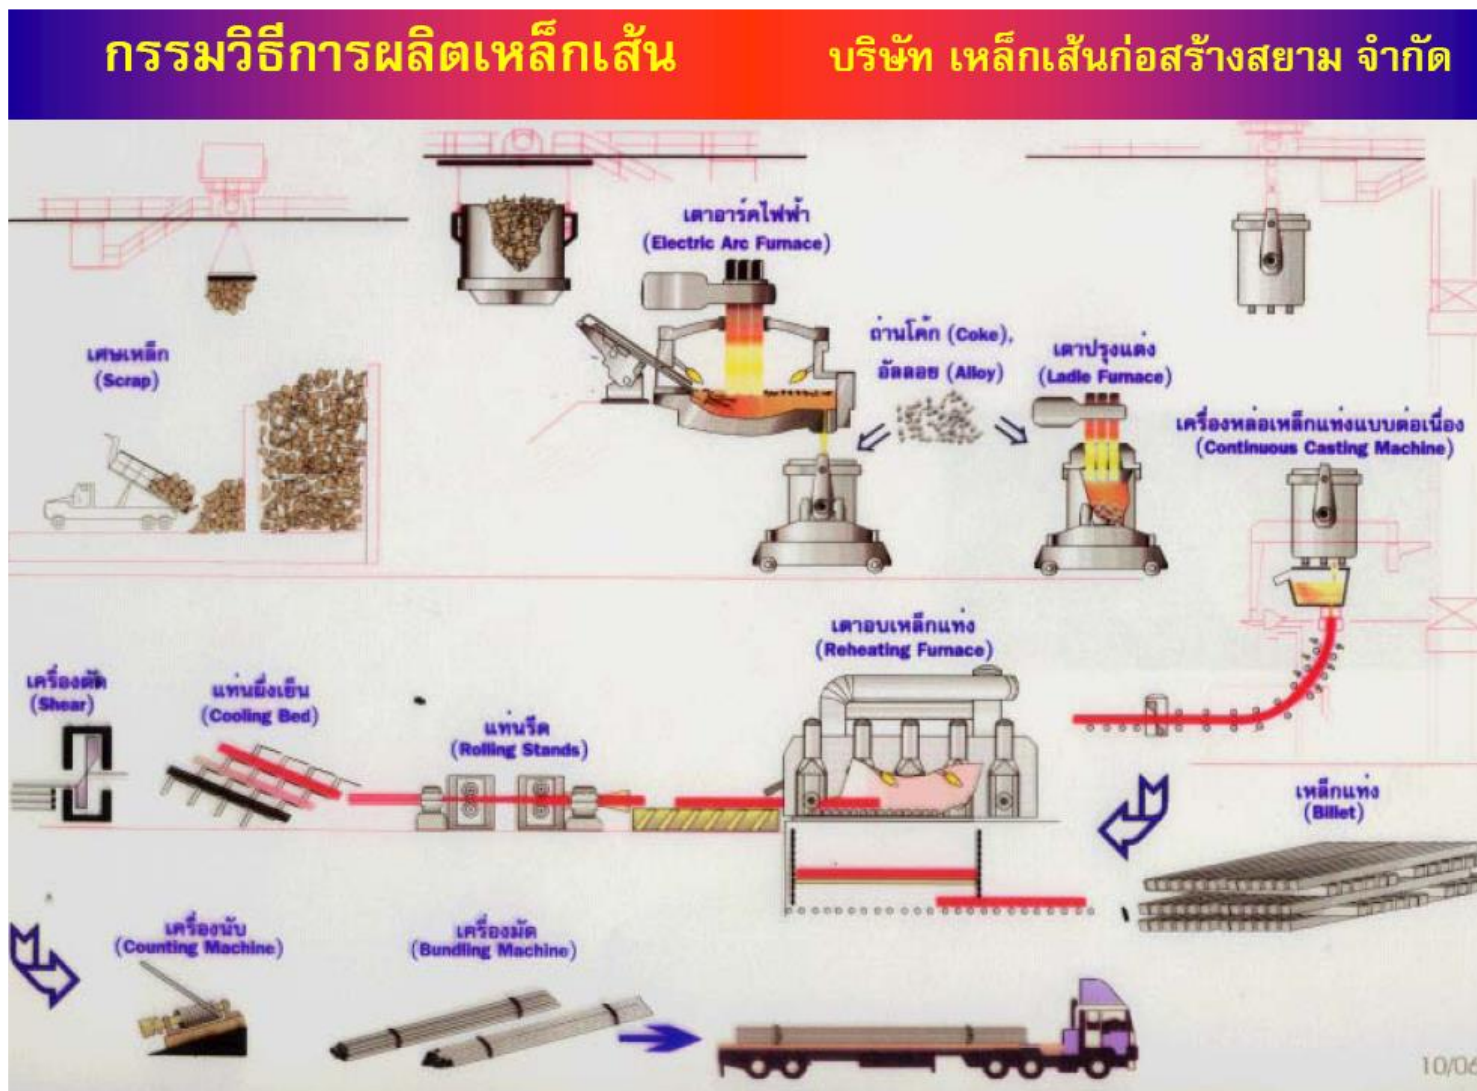 กรรมวิธีการผลิตเหล็กเส้น
บริษัท เหล็กเส้นก่อสร้างสยาม จำกัด
เตาอาร์คไฟฟ้า
(Electric Arc Furnace)
เศษเหล็ก
(Scrap)
ถ่านโค้ก (Coke),
อัลลอย (Alloy)
เตาปรุงแต่ง
(Ladle Furnace)
เครื่องหล่อเหล็กแท่งแบบต่อเนื่อง
(Continuous Casting Machine)
เครื่องตัด
(Shear)
แท่นผึ่งเย็น
(Cooling Bed)
แท่นรีด
(Rolling Stands)
เตาอบเหล็กแท่ง
(Reheating Furnace)
เหล็กแท่ง
(Billet)
เครื่องนับ
(Counting Machine)
เครื่องมัด
(Bundling Machine)
10/06